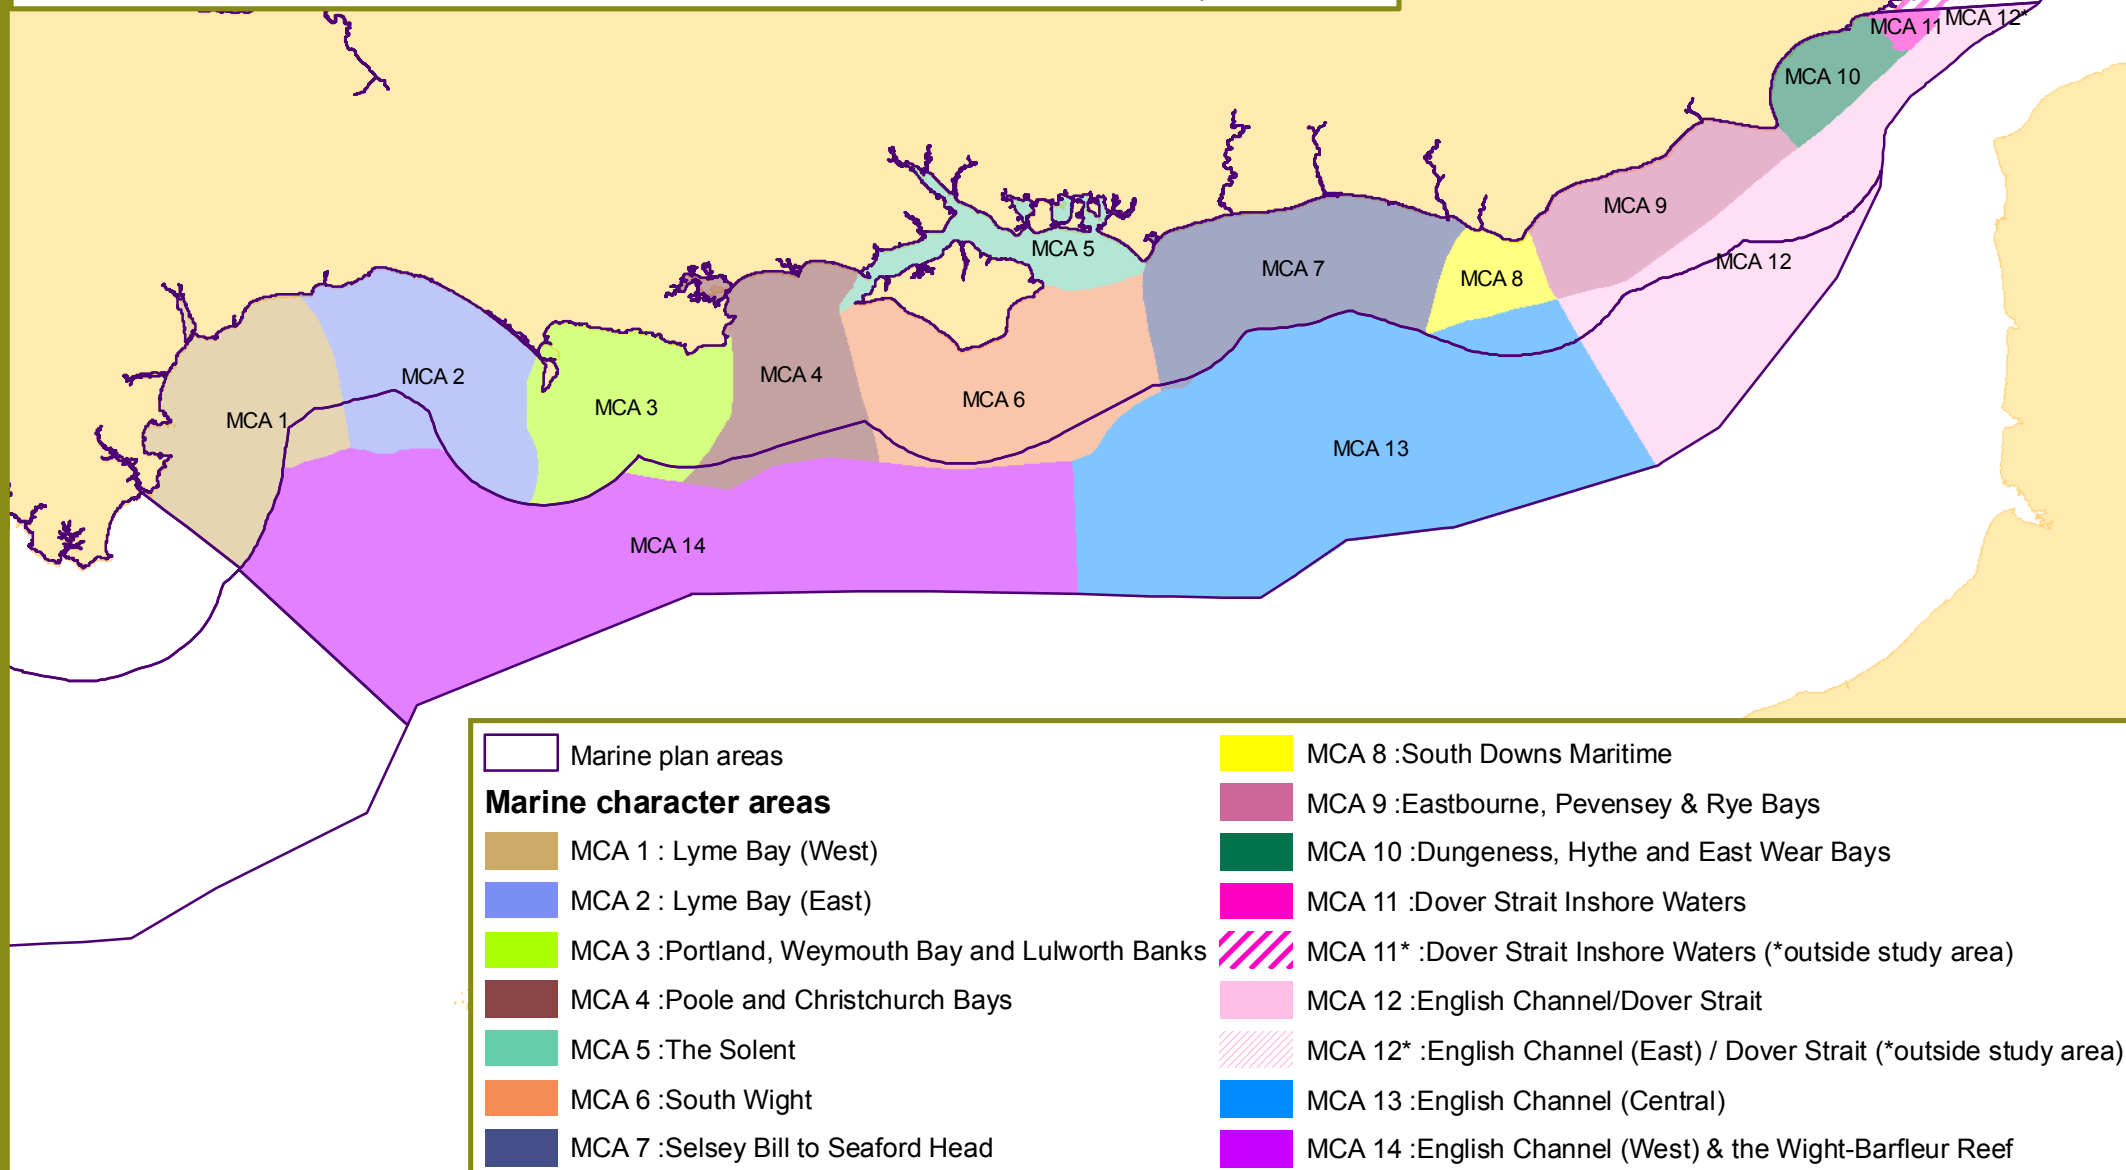 MCA 12*
MCA 11
MCA 10
MCA 9
MCA 5
MCA 12
MCA 7
MCA 8
MCA 2
MCA 4
MCA 6
MCA 3
MCA 1
MCA 13
MCA 14
Marine plan areas
Marine character areas
MCA 1 : Lyme Bay (West)
MCA 2 : Lyme Bay (East)
MCA 3 :Portland, Weymouth Bay and Lulworth Banks
MCA 4 :Poole and Christchurch Bays
MCA 5 :The Solent
MCA 6 :South Wight
MCA 7 :Selsey Bill to Seaford Head
MCA 8 :South Downs Maritime
MCA 9 :Eastbourne, Pevensey & Rye Bays
MCA 10 :Dungeness, Hythe and East Wear Bays
MCA 11 :Dover Strait Inshore Waters
MCA 11* :Dover Strait Inshore Waters (*outside study area)
MCA 12 :English Channel/Dover Strait
MCA 12* :English Channel (East) / Dover Strait (*outside study area)
MCA 13 :English Channel (Central)
MCA 14 :English Channel (West) & the Wight-Barfleur Reef